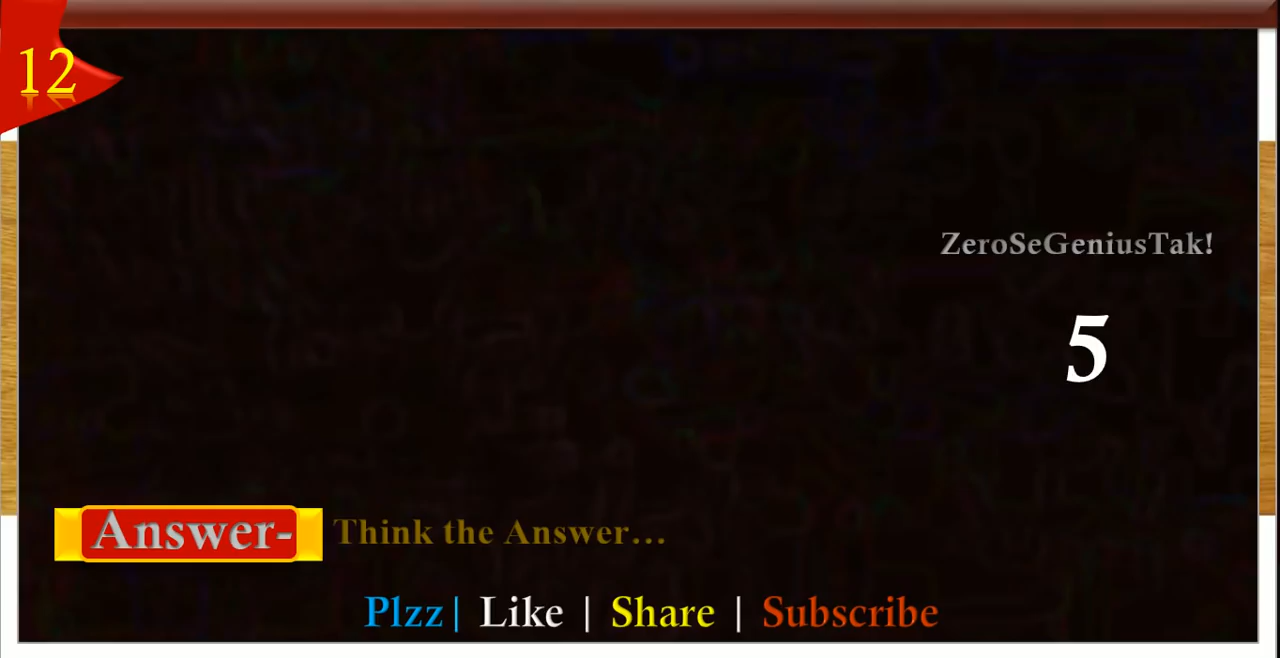 12
ZeroSeGeniusTak!
5
Answer- Think the Answer...
Plzz| Like | Share | Subscribe